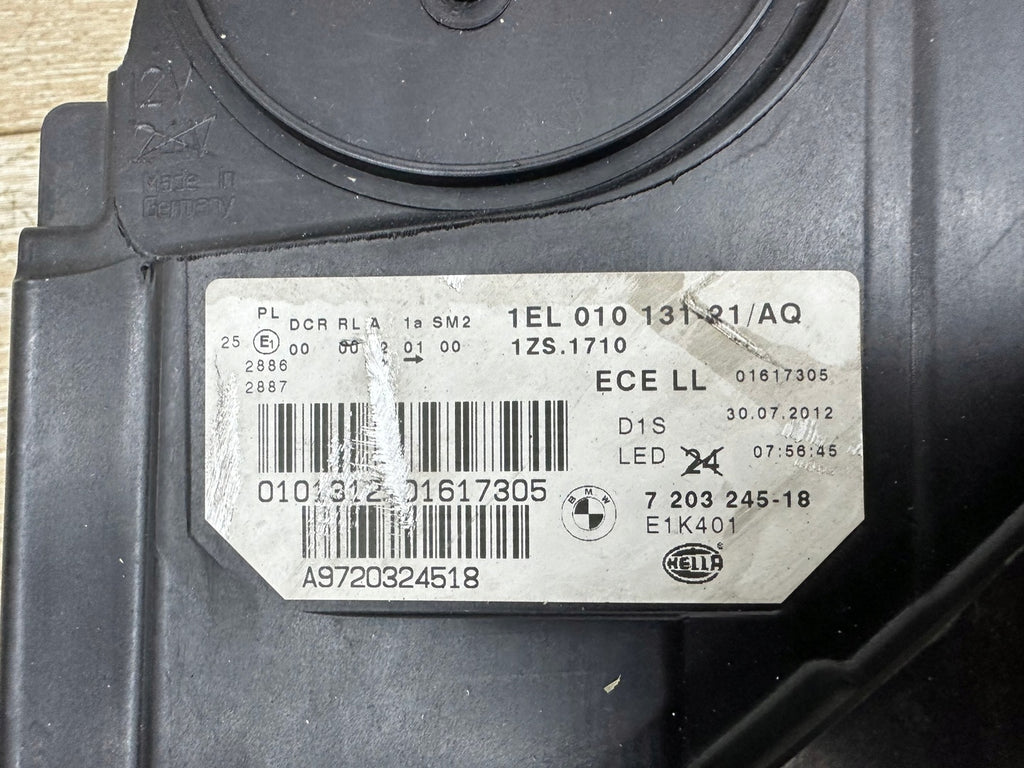 12V
24V
Made in
Germany
PL
DCR RL A 1a SM2
25 E1 00 00 2 01 00
2886
2887
1EL 010 131-21/AQ
1ZS.1710
ECE LL 01617305
D1S 30.07.2012
LED 24 07:56:45
0101312 01617305
BMW 7 203 245-18
E1K401
HELLA
A9720324518